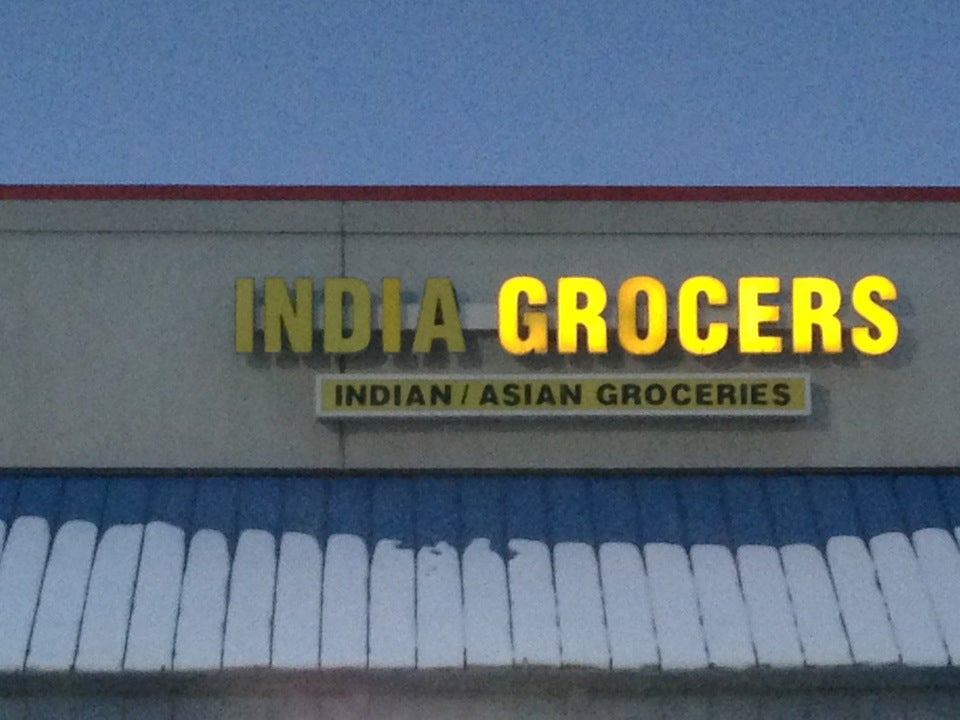 INDIA GROCERS
INDIAN / ASIAN GROCERIES